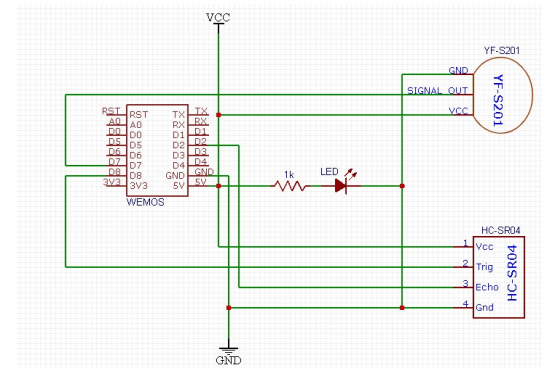 VCC
YF-S201
GND
SIGNAL OUT
VCC
YF-S201
RST RST TX TX
A0 A0 RX RX
D0 D0 D1 D1
D5 D5 D2 D2
D6 D6 D3 D3
D7 D7 D4 D4
D8 D8 GND GND
3V3 3V3 5V 5V
WEMOS
1k
LED
HC-SR04
1 Vcc
2 Trig
3 Echo
4 Gnd
HC-SR04
GND